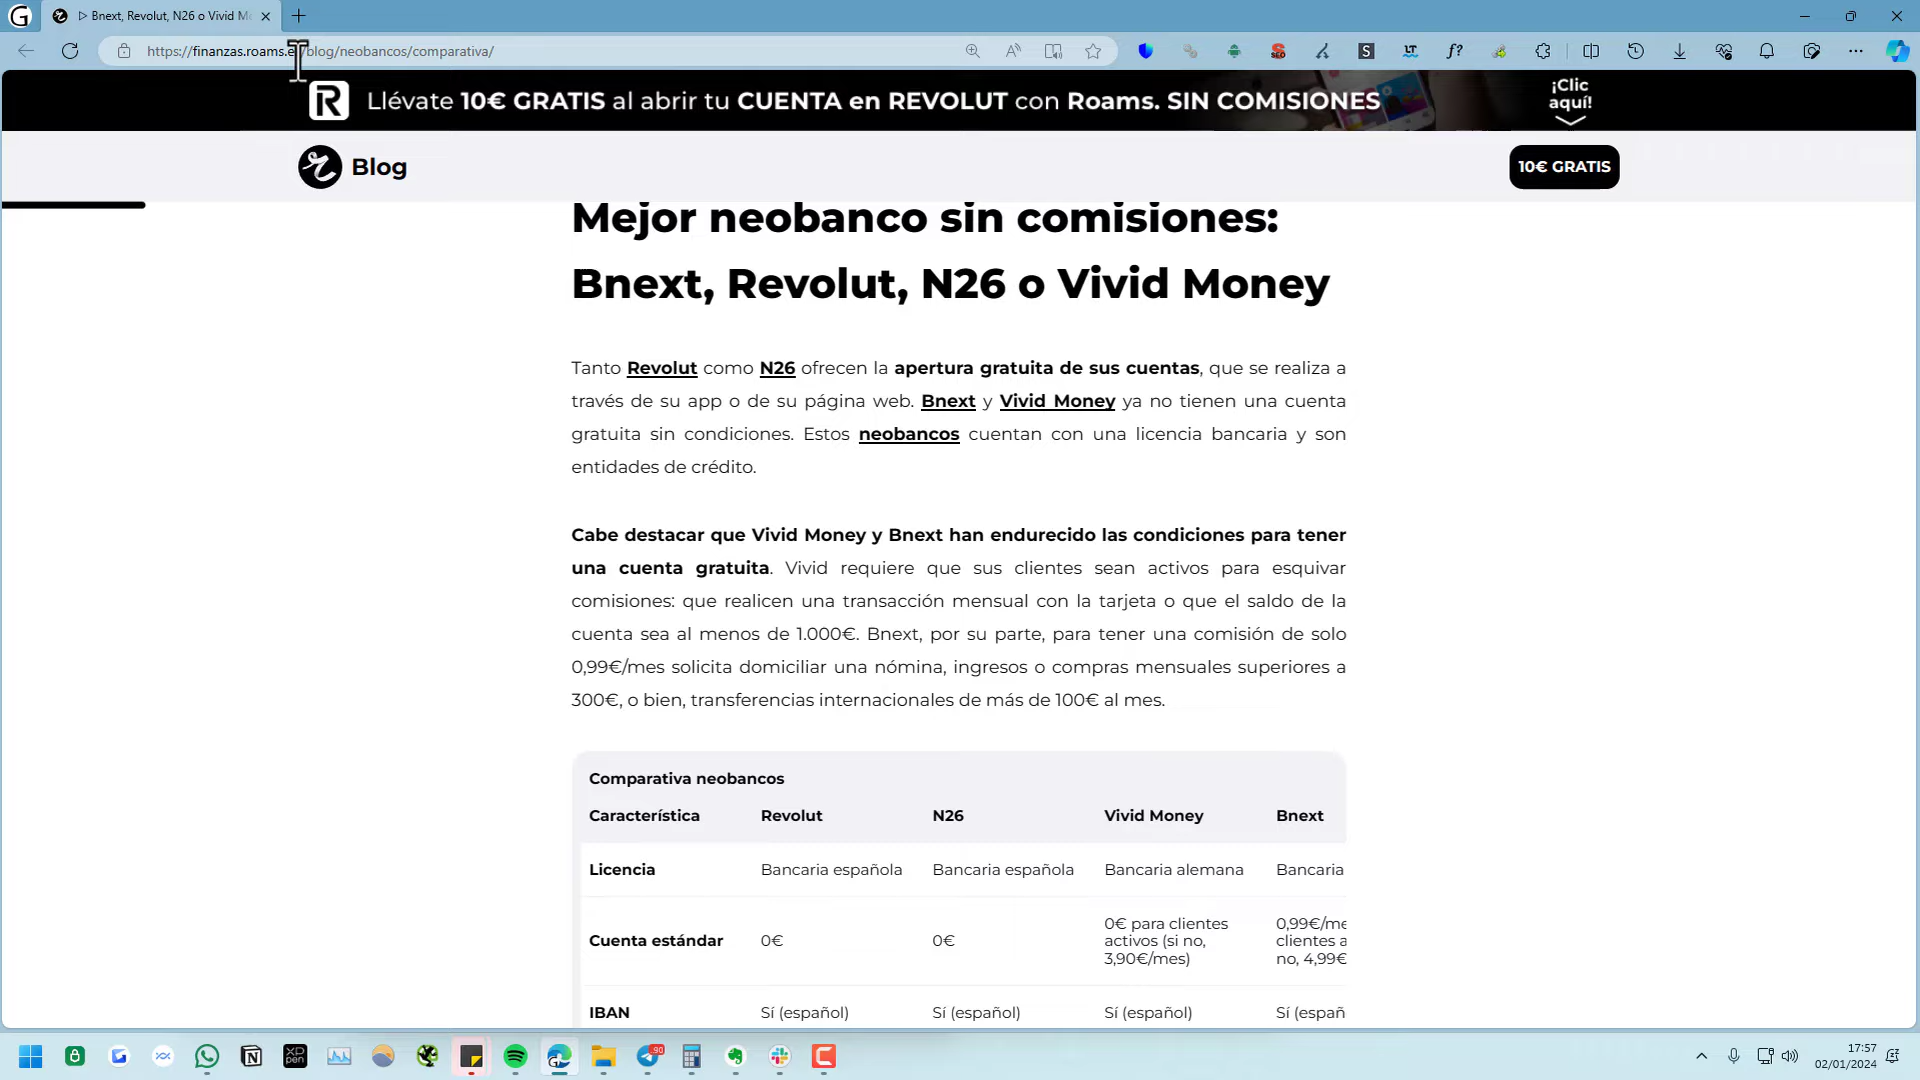 ▷ Bnext, Revolut, N26 o Vivid M
https://finanzas.roams.e/blog/neobancos/comparativa/
R Llévate 10€ GRATIS al abrir tu CUENTA en REVOLUT con Roams. SIN COMISIONES
¡Clic
aquí!
Blog
10€ GRATIS
Mejor neobanco sin comisiones:
Bnext, Revolut, N26 o Vivid Money
Tanto Revolut como N26 ofrecen la apertura gratuita de sus cuentas, que se realiza a
través de su app o de su página web. Bnext y Vivid Money ya no tienen una cuenta
gratuita sin condiciones. Estos neobancos cuentan con una licencia bancaria y son
entidades de crédito.
Cabe destacar que Vivid Money y Bnext han endurecido las condiciones para tener
una cuenta gratuita. Vivid requiere que sus clientes sean activos para esquivar
comisiones: que realicen una transacción mensual con la tarjeta o que el saldo de la
cuenta sea al menos de 1.000€. Bnext, por su parte, para tener una comisión de solo
0,99€/mes solicita domiciliar una nómina, ingresos o compras mensuales superiores a
300€, o bien, transferencias internacionales de más de 100€ al mes.
Comparativa neobancos
Característica Revolut N26 Vivid Money Bnext
Licencia Bancaria española Bancaria española Bancaria alemana Bancaria
Cuenta estándar 0€ 0€ 0€ para clientes activos (si no, 3,90€/mes) 0,99€/me clientes a no, 4,99€
IBAN Sí (español) Sí (español) Sí (español) Sí (españ
90
17:57
02/01/2024